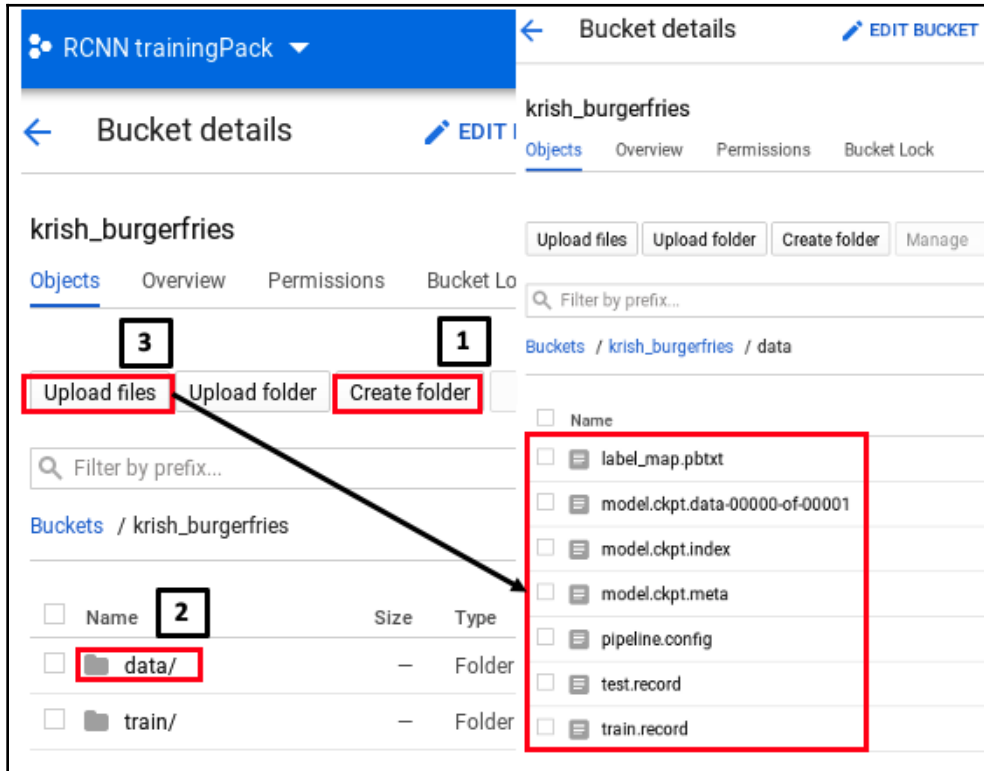 RCNN trainingPack
Bucket details
EDIT
krish_burgerfries
Objects Overview Permissions Bucket Lo
3
1
Upload files Upload folder Create folder
Filter by prefix...
Buckets / krish_burgerfries
Name 2 Size Type
data/ – Folder
train/ – Folder
Bucket details EDIT BUCKET
krish_burgerfries
Objects Overview Permissions Bucket Lock
Upload files Upload folder Create folder Manage
Filter by prefix...
Buckets / krish_burgerfries / data
Name
label_map.pbtxt
model.ckpt.data-00000-of-00001
model.ckpt.index
model.ckpt.meta
pipeline.config
test.record
train.record